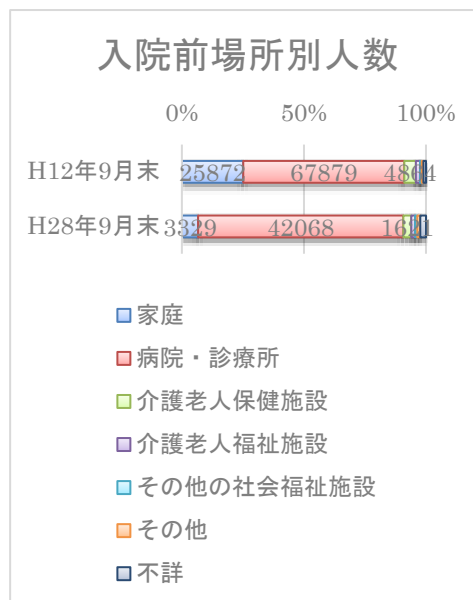 入院前場所別人数
0% 50% 100%
H12年9月末 25872 67879 4864
H28年9月末 3329 42068 1621
家庭
病院・診療所
介護老人保健施設
介護老人福祉施設
その他の社会福祉施設
その他
不詳